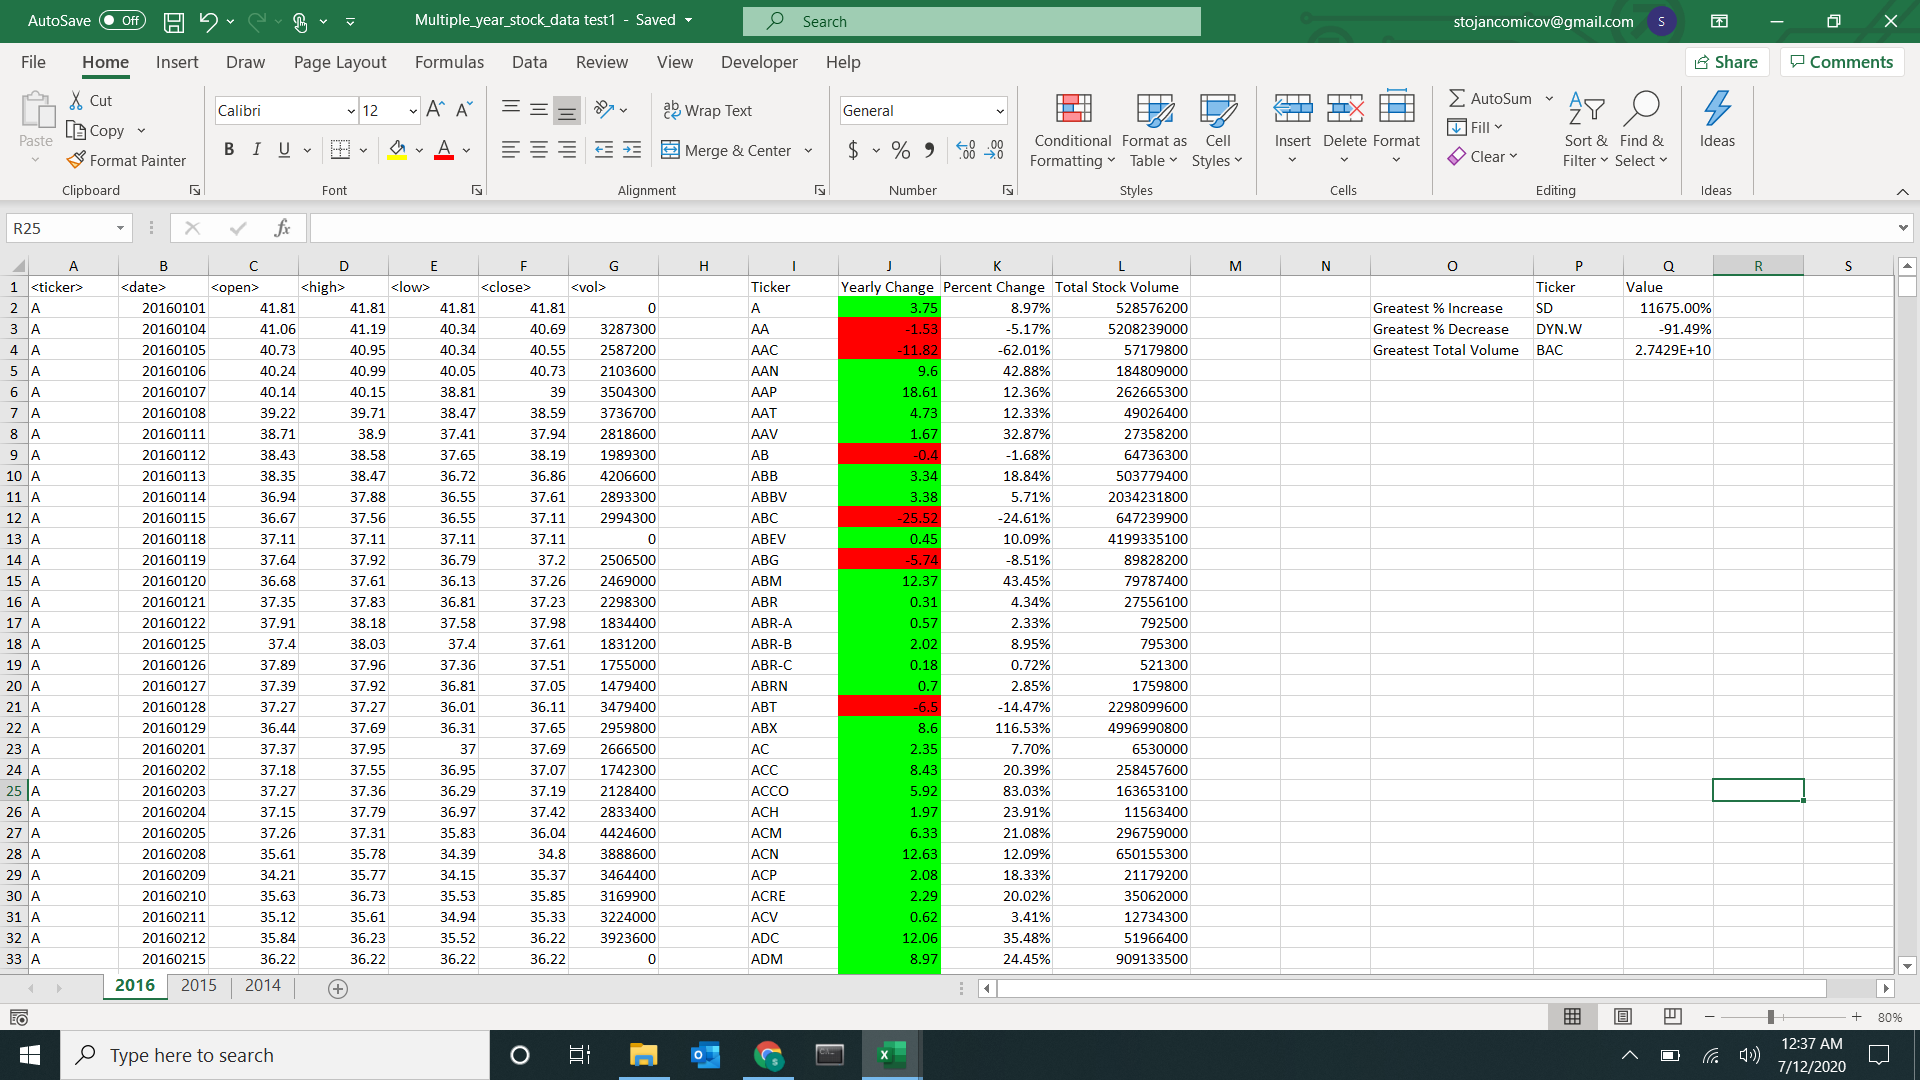 AutoSave Off Multiple_year_stock_data test1 - Saved Search stojancomicov@gmail.com S
File Home Insert Draw Page Layout Formulas Data Review View Developer Help Share Comments
Paste Cut Copy Format Painter Clipboard
Calibri 12 B I U A Font
Wrap Text Merge & Center Alignment
General $ % 9 Number
Conditional Formatting Format as Table Cell Styles Styles
Insert Delete Format Cells
AutoSum Fill Clear Sort & Filter Find & Select Editing
Ideas Ideas
R25 fx
A B C D E F G H I J K L M N O P Q R S
1 <ticker> <date> <open> <high> <low> <close> <vol> Ticker Yearly Change Percent Change Total Stock Volume Ticker Value
2 A 20160101 41.81 41.81 41.81 41.81 0 A 3.75 8.97% 528576200 Greatest % Increase SD 11675.00%
3 A 20160104 41.06 41.19 40.34 40.69 3287300 AA -1.53 -5.17% 5208239000 Greatest % Decrease DYN.W -91.49%
4 A 20160105 40.73 40.95 40.34 40.55 2587200 AAC -11.82 -62.01% 57179800 Greatest Total Volume BAC 2.7429E+10
5 A 20160106 40.24 40.99 40.05 40.73 2103600 AAN 9.6 42.88% 184809000
6 A 20160107 40.14 40.15 38.81 39 3504300 AAP 18.61 12.36% 262665300
7 A 20160108 39.22 39.71 38.47 38.59 3736700 AAT 4.73 12.33% 49026400
8 A 20160111 38.71 38.9 37.41 37.94 2818600 AAV 1.67 32.87% 27358200
9 A 20160112 38.43 38.58 37.65 38.19 1989300 AB -0.4 -1.68% 64736300
10 A 20160113 38.35 38.47 36.72 36.86 4206600 ABB 3.34 18.84% 503779400
11 A 20160114 36.94 37.88 36.55 37.61 2893300 ABBV 3.38 5.71% 2034231800
12 A 20160115 36.67 37.56 36.55 37.11 2994300 ABC -25.52 -24.61% 647239900
13 A 20160118 37.11 37.11 37.11 37.11 0 ABEV 0.45 10.09% 4199335100
14 A 20160119 37.64 37.92 36.79 37.2 2506500 ABG -5.74 -8.51% 89828200
15 A 20160120 36.68 37.61 36.13 37.26 2469000 ABM 12.37 43.45% 79787400
16 A 20160121 37.35 37.83 36.81 37.23 2298300 ABR 0.31 4.34% 27556100
17 A 20160122 37.91 38.18 37.58 37.98 1834400 ABR-A 0.57 2.33% 792500
18 A 20160125 37.4 38.03 37.4 37.61 1831200 ABR-B 2.02 8.95% 795300
19 A 20160126 37.89 37.96 37.36 37.51 1755000 ABR-C 0.18 0.72% 521300
20 A 20160127 37.39 37.92 36.81 37.05 1479400 ABRN 0.7 2.85% 1759800
21 A 20160128 37.27 37.27 36.01 36.11 3479400 ABT -6.5 -14.47% 2298099600
22 A 20160129 36.44 37.69 36.31 37.65 2959800 ABX 8.6 116.53% 4996990800
23 A 20160201 37.37 37.95 37 37.69 2666500 AC 2.35 7.70% 6530000
24 A 20160202 37.18 37.55 36.95 37.07 1742300 ACC 8.43 20.39% 258457600
25 A 20160203 37.27 37.36 36.29 37.19 2128400 ACCO 5.92 83.03% 163653100
26 A 20160204 37.15 37.79 36.97 37.42 2833400 ACH 1.97 23.91% 11563400
27 A 20160205 37.26 37.31 35.83 36.04 4424600 ACM 6.33 21.08% 296759000
28 A 20160208 35.61 35.78 34.39 34.8 3888600 ACN 12.63 12.09% 650155300
29 A 20160209 34.21 35.77 34.15 35.37 3464400 ACP 2.08 18.33% 21179200
30 A 20160210 35.63 36.73 35.53 35.85 3169900 ACRE 2.29 20.02% 35062000
31 A 20160211 35.12 35.61 34.94 35.33 3224000 ACV 0.62 3.41% 12734300
32 A 20160212 35.84 36.23 35.52 36.22 3923600 ADC 12.06 35.48% 51966400
33 A 20160215 36.22 36.22 36.22 36.22 0 ADM 8.97 24.45% 909133500
2016 2015 2014
80%
Type here to search 12:37 AM
7/12/2020